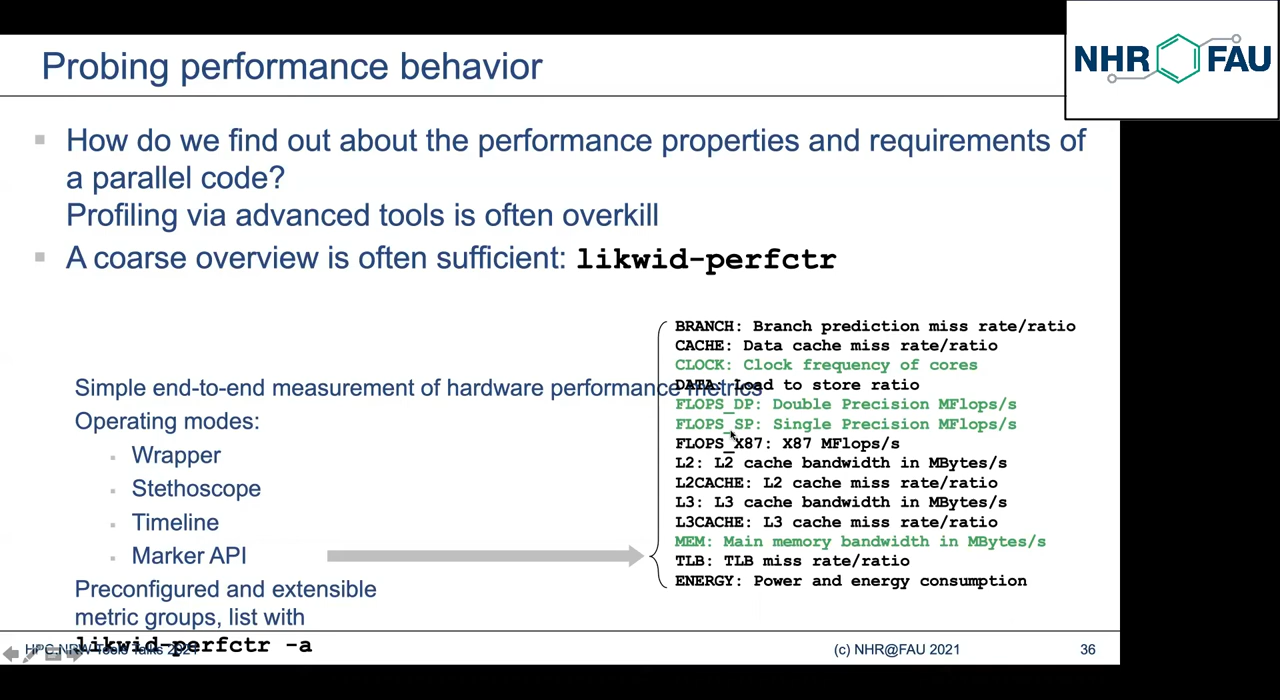 Probing performance behavior
NHR FAU
How do we find out about the performance properties and requirements of
a parallel code?
Profiling via advanced tools is often overkill
A coarse overview is often sufficient: likwid-perfctr
Simple end-to-end measurement of hardware performance metrics
Operating modes:
Wrapper
Stethoscope
Timeline
Marker API
Preconfigured and extensible
metric groups, list with
likwid-perfctr -a
BRANCH: Branch prediction miss rate/ratio
CACHE: Data cache miss rate/ratio
CLOCK: Clock frequency of cores
DATA: Load to store ratio
FLOPS_DP: Double Precision MFlops/s
FLOPS_SP: Single Precision MFlops/s
FLOPS_X87: X87 MFlops/s
L2: L2 cache bandwidth in MBytes/s
L2CACHE: L2 cache miss rate/ratio
L3: L3 cache bandwidth in MBytes/s
L3CACHE: L3 cache miss rate/ratio
MEM: Main memory bandwidth in MBytes/s
TLB: TLB miss rate/ratio
ENERGY: Power and energy consumption
HPC.NRW Tools Talks 2021
(c) NHR@FAU 2021
36